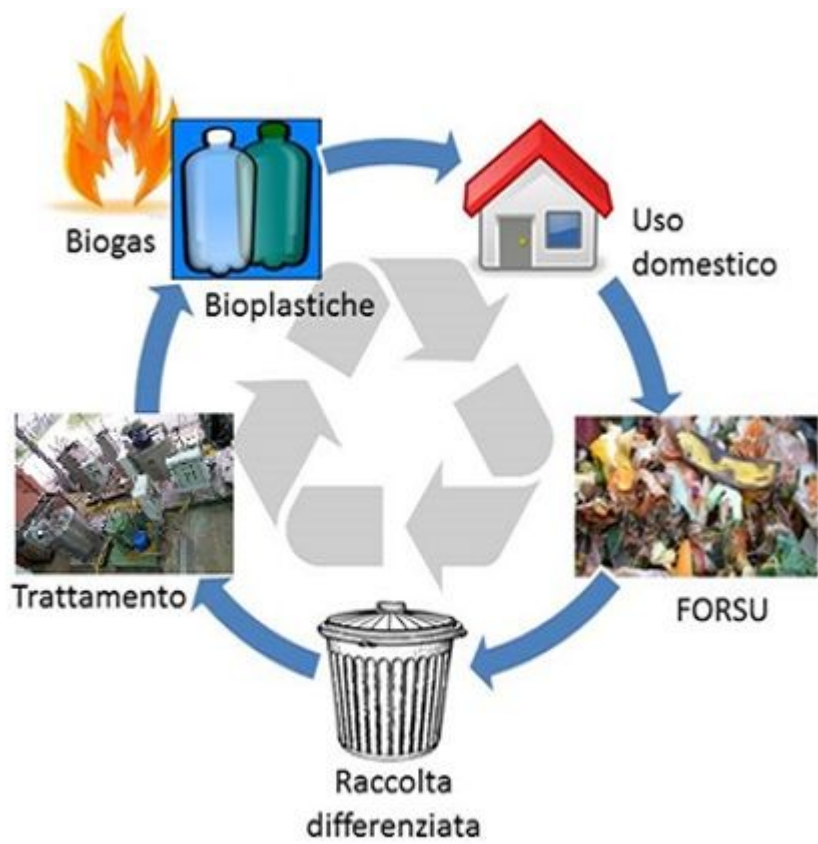 Biogas
Bioplastiche
Uso
domestico
FORSU
Raccolta
differenziata
Trattamento